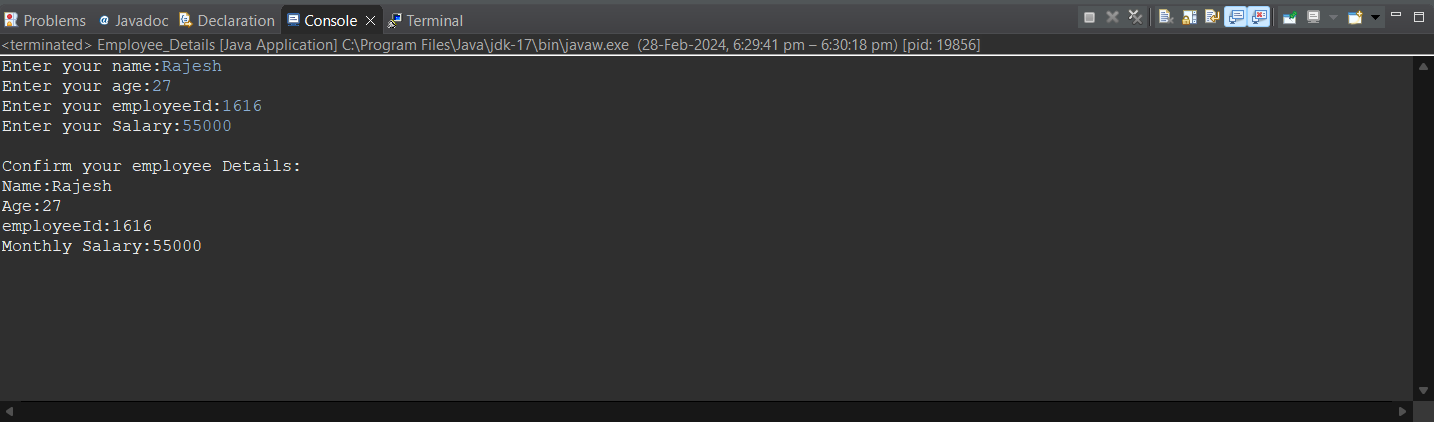 Problems @ Javadoc Declaration Console Terminal
<terminated> Employee_Details [Java Application] C:\Program Files\Java\jdk-17\bin\javaw.exe (28-Feb-2024, 6:29:41 pm – 6:30:18 pm) [pid: 19856]
Enter your name:Rajesh
Enter your age:27
Enter your employeeId:1616
Enter your Salary:55000
Confirm your employee Details:
Name:Rajesh
Age:27
employeeId:1616
Monthly Salary:55000